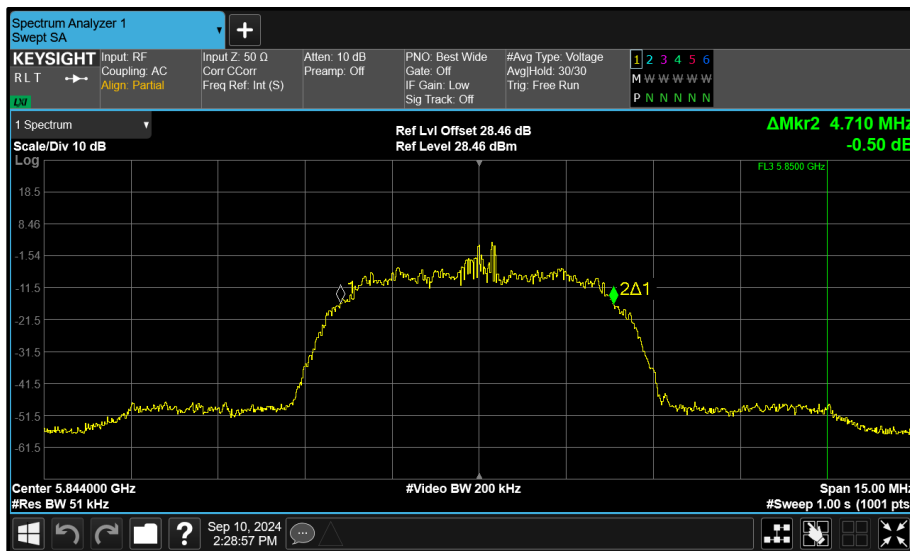 Spectrum Analyzer 1
Swept SA
+
KEYSIGHT
R L T
LXI
Input: RF
Coupling: AC
Align: Partial
Input Z: 50 Ω
Corr CCorr
Freq Ref: Int (S)
Atten: 10 dB
Preamp: Off
PNO: Best Wide
Gate: Off
IF Gain: Low
Sig Track: Off
#Avg Type: Voltage
Avg|Hold: 30/30
Trig: Free Run
1 2 3 4 5 6
M W W W W W
P N N N N N
1 Spectrum
Scale/Div 10 dB
Log
Ref Lvl Offset 28.46 dB
Ref Level 28.46 dBm
ΔMkr2 4.710 MHz
-0.50 dB
FL3 5.8500 GHz
18.5
8.46
-1.54
-11.5
-21.5
-31.5
-41.5
-51.5
-61.5
1
2Δ1
Center 5.844000 GHz
#Res BW 51 kHz
#Video BW 200 kHz
Span 15.00 MHz
#Sweep 1.00 s (1001 pts
?
Sep 10, 2024
2:28:57 PM